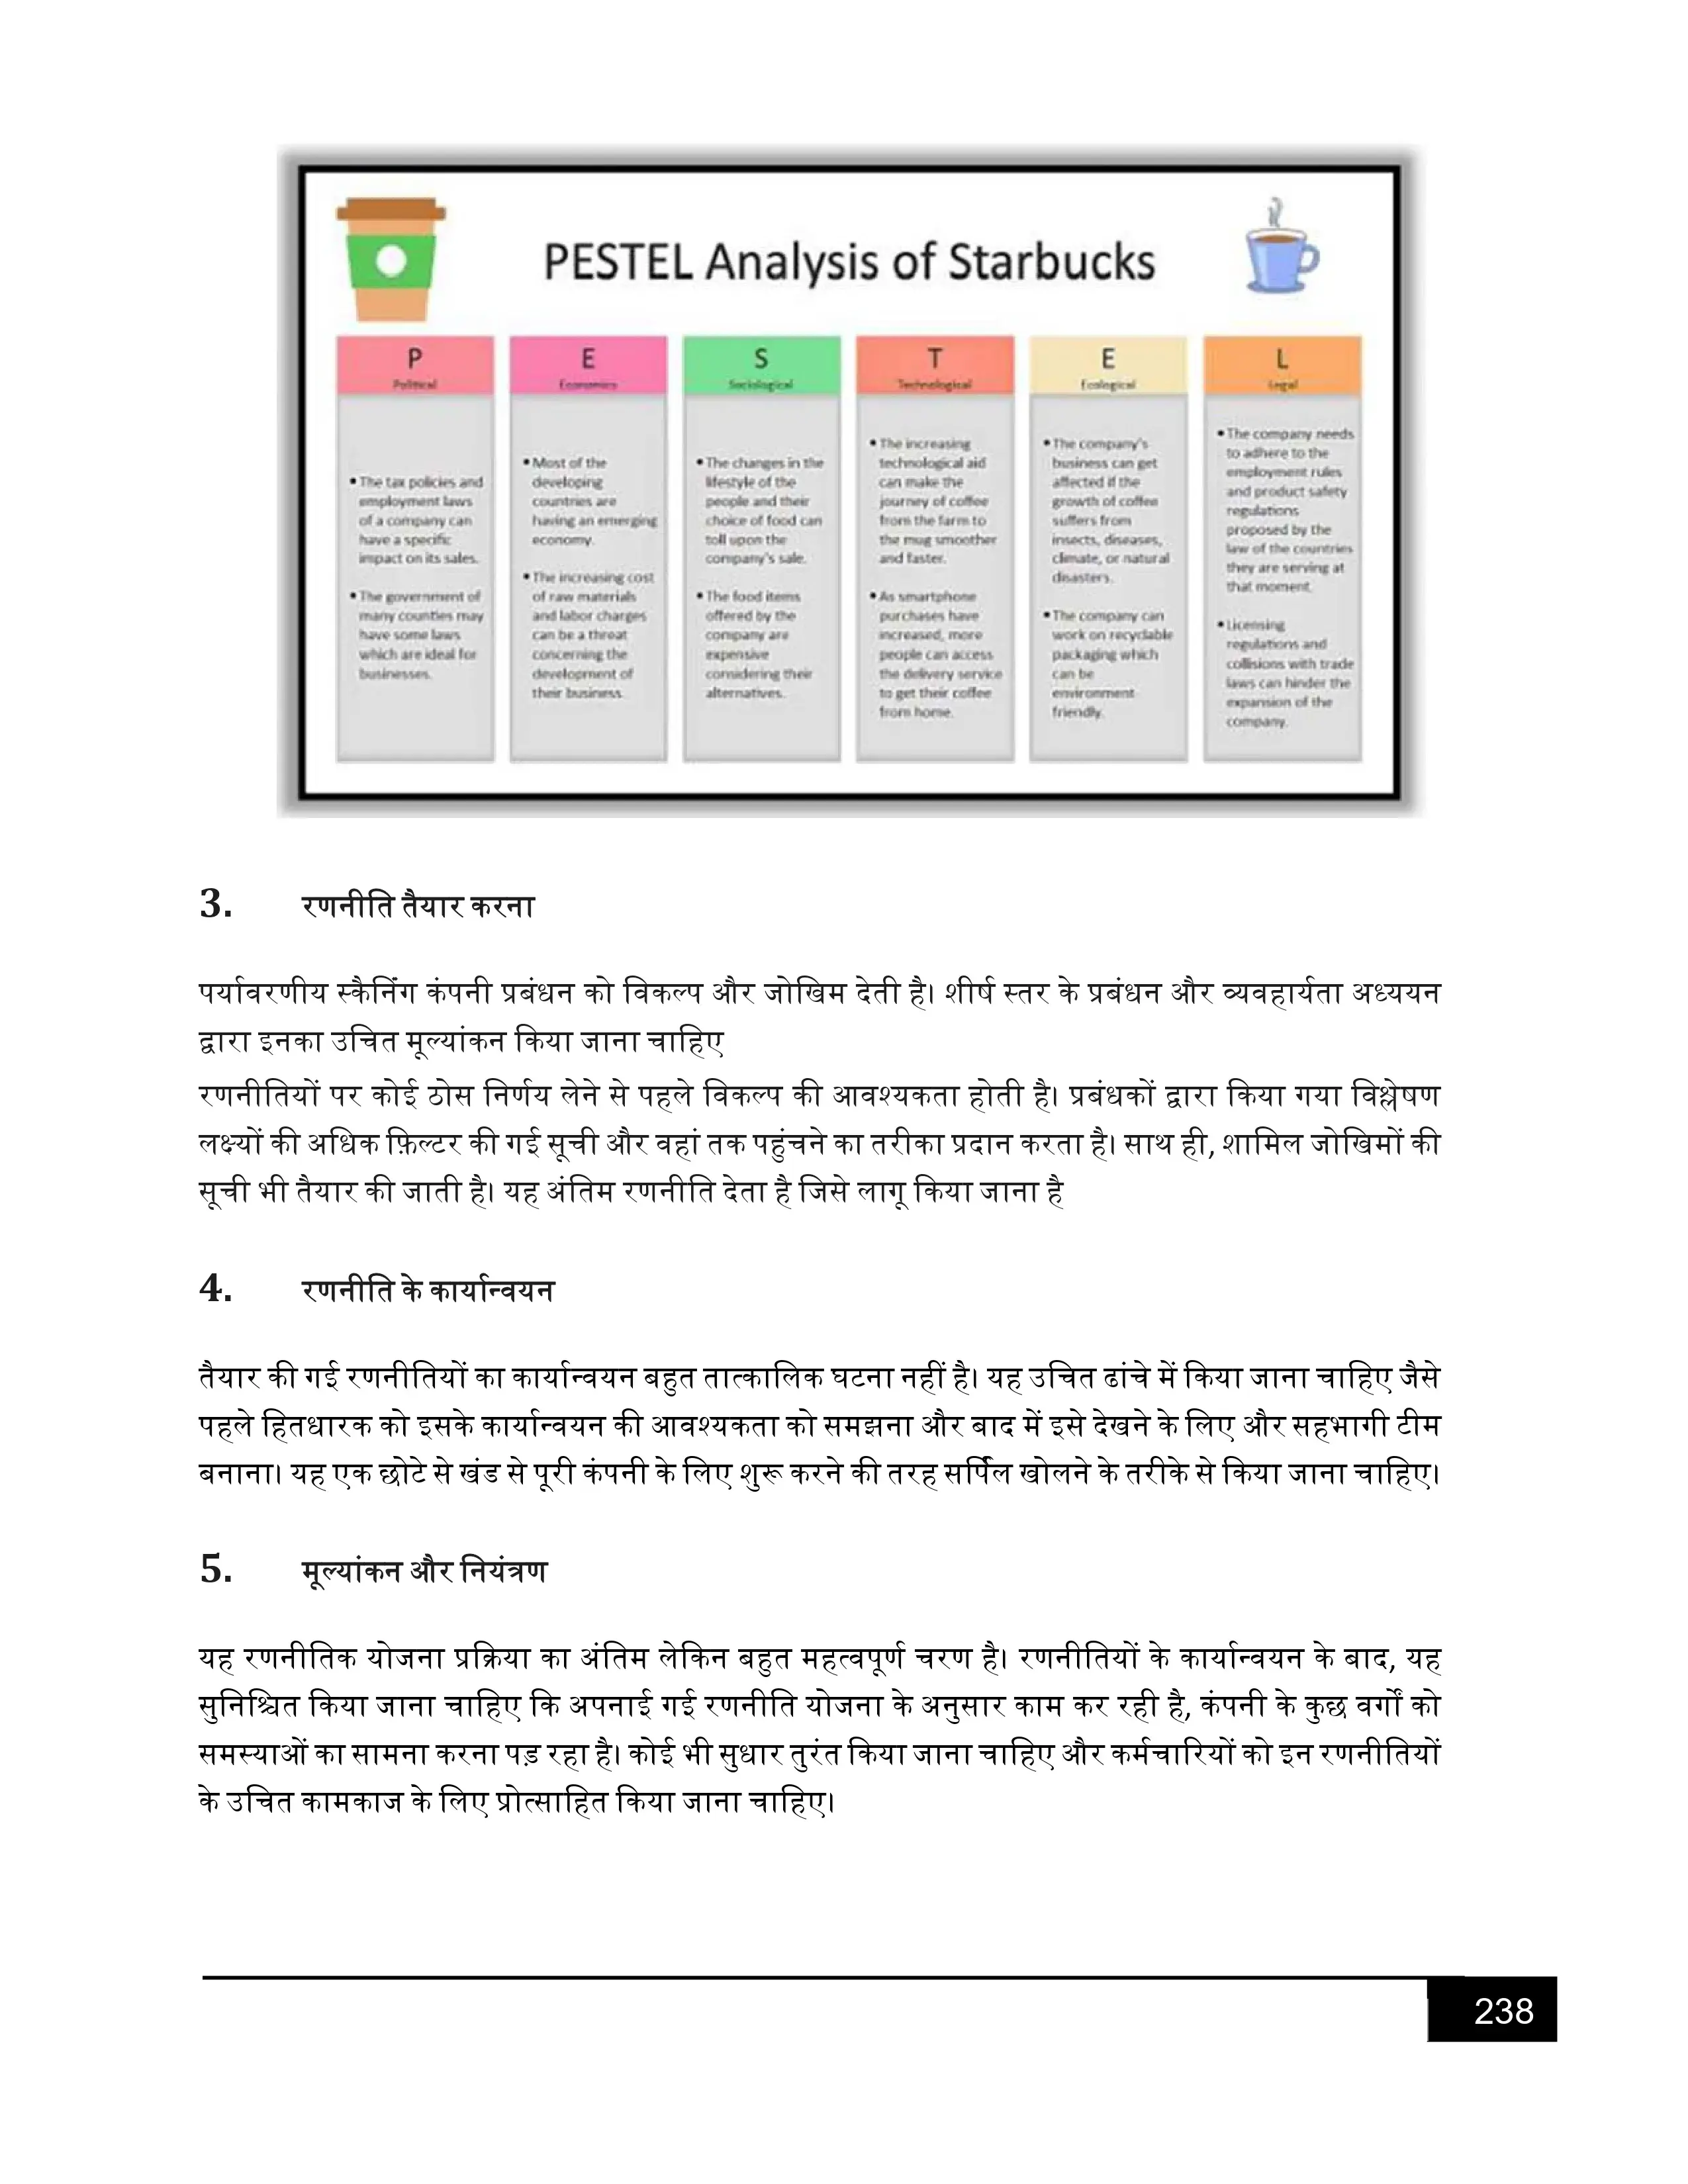 PESTEL Analysis of Starbucks
P
Political
• The tax policies and
employment laws
of a company can
have a specific
impact on its sales.
• The government of
many counties may
have some laws
which are ideal for
businesses.
E
Economics
• Most of the
developing
countries are
having an emerging
economy.
• The increasing cost
of raw materials
and labor charges
can be a threat
concerning the
development of
their business.
S
Sociological
• The changes in the
lifestyle of the
people and their
choice of food can
toll upon the
company's sale.
• The food items
offered by the
company are
expensive
considering their
alternatives.
T
Technological
• The increasing
technological aid
can make the
journey of coffee
from the farm to
the mug smoother
and faster.
• As smartphone
purchases have
increased, more
people can access
the delivery service
to get their coffee
from home.
E
Ecological
• The company's
business can get
affected if the
growth of coffee
suffers from
insects, diseases,
climate, or natural
disasters.
• The company can
work on recyclable
packaging which
can be
environment
friendly.
L
Legal
• The company needs
to adhere to the
employment rules
and product safety
regulations
proposed by the
law of the countries
they are serving at
that moment.
• Licensing
regulations and
collisions with trade
laws can hinder the
expansion of the
company.
3. रणनीति तैयार करना
पर्यावरणीय स्कैनिंग कंपनी प्रबंधन को विकल्प और जोखिम देती है। शीर्ष स्तर के प्रबंधन और व्यवहार्यता अध्ययन
द्वारा इनका उचित मूल्यांकन किया जाना चाहिए
रणनीतियों पर कोई ठोस निर्णय लेने से पहले विकल्प की आवश्यकता होती है। प्रबंधकों द्वारा किया गया विश्लेषण
लक्ष्यों की अधिक फ़िल्टर की गई सूची और वहां तक पहुंचने का तरीका प्रदान करता है। साथ ही, शामिल जोखिमों की
सूची भी तैयार की जाती है। यह अंतिम रणनीति देता है जिसे लागू किया जाना है
4. रणनीति के कार्यान्वयन
तैयार की गई रणनीतियों का कार्यान्वयन बहुत तात्कालिक घटना नहीं है। यह उचित ढांचे में किया जाना चाहिए जैसे
पहले हितधारक को इसके कार्यान्वयन की आवश्यकता को समझना और बाद में इसे देखने के लिए और सहभागी टीम
बनाना। यह एक छोटे से खंड से पूरी कंपनी के लिए शुरू करने की तरह सर्पिल खोलने के तरीके से किया जाना चाहिए।
5. मूल्यांकन और नियंत्रण
यह रणनीतिक योजना प्रक्रिया का अंतिम लेकिन बहुत महत्वपूर्ण चरण है। रणनीतियों के कार्यान्वयन के बाद, यह
सुनिश्चित किया जाना चाहिए कि अपनाई गई रणनीति योजना के अनुसार काम कर रही है, कंपनी के कुछ वर्गों को
समस्याओं का सामना करना पड़ रहा है। कोई भी सुधार तुरंत किया जाना चाहिए और कर्मचारियों को इन रणनीतियों
के उचित कामकाज के लिए प्रोत्साहित किया जाना चाहिए।
238